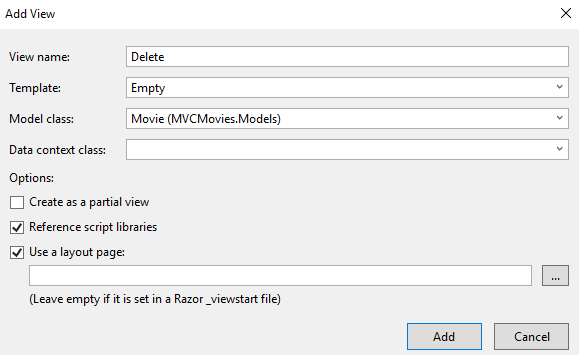 Add View
View name: Delete
Template: Empty
Model class: Movie (MVCMovies.Models)
Data context class:
Options:
Create as a partial view
Reference script libraries
Use a layout page:
...
(Leave empty if it is set in a Razor _viewstart file)
Add Cancel